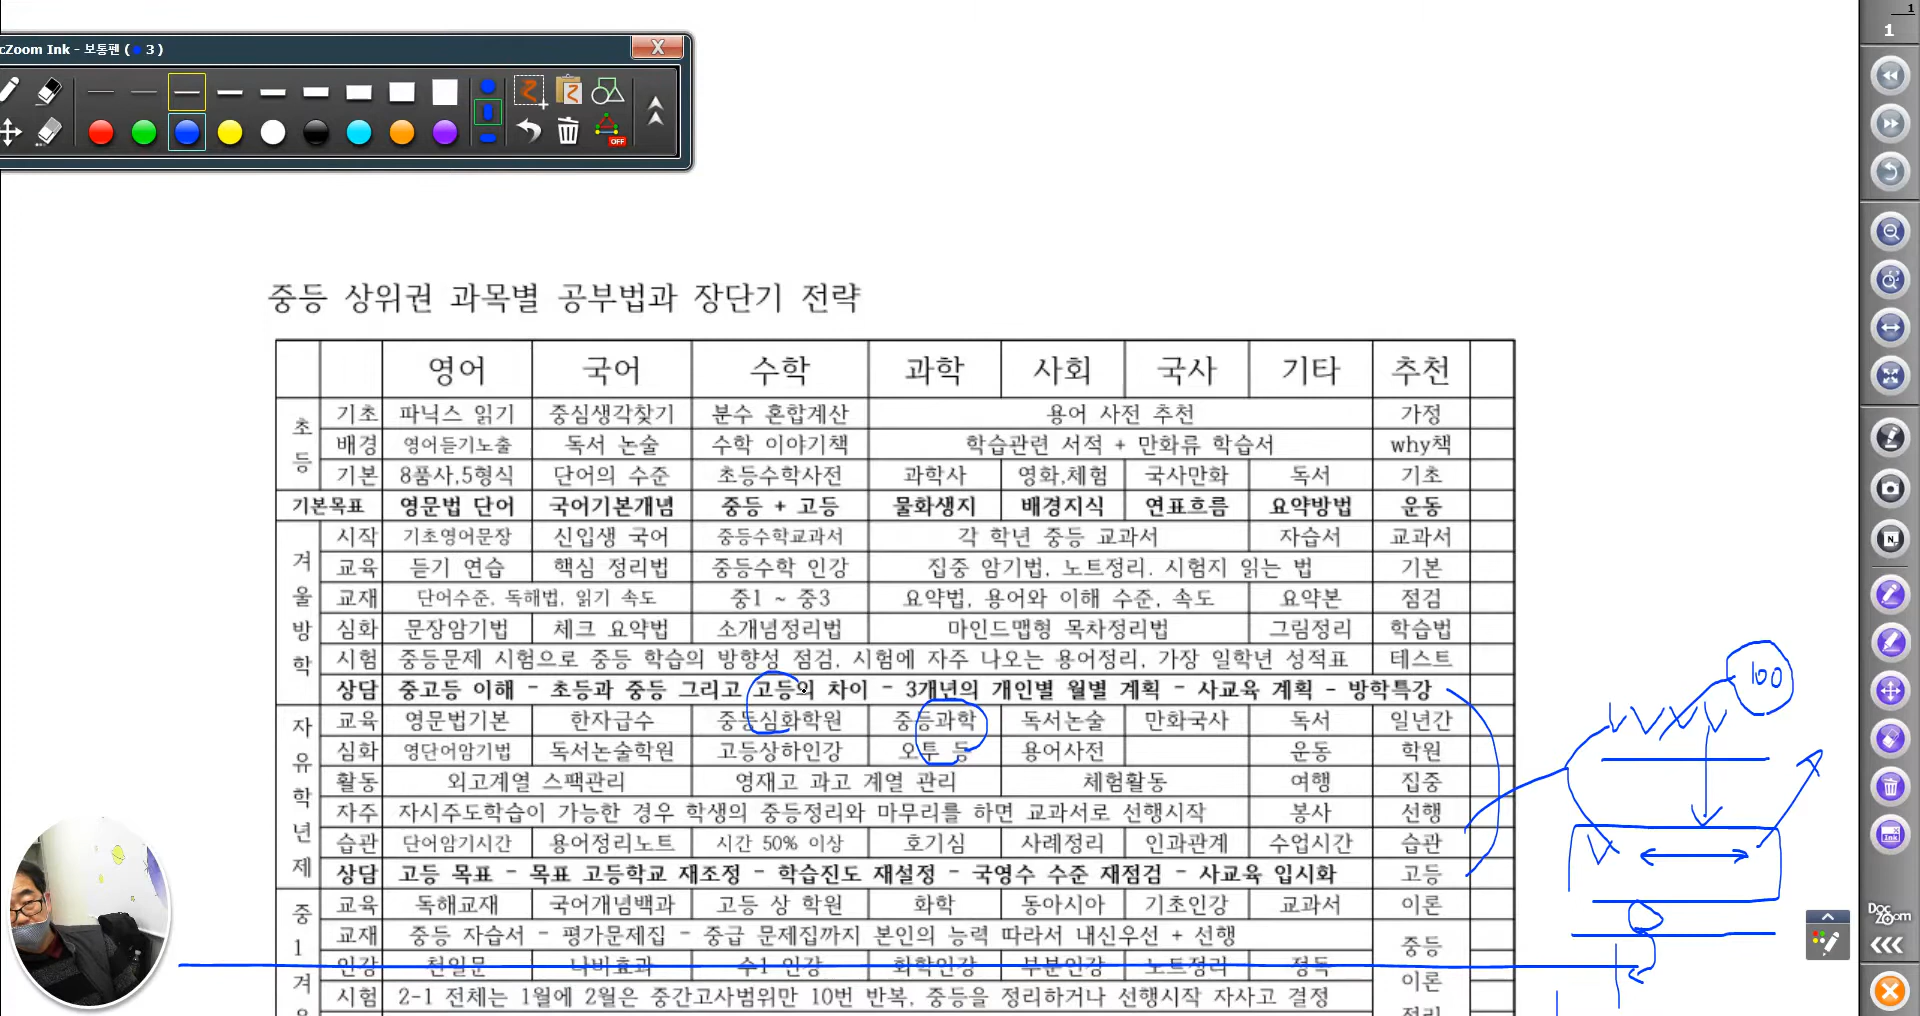 1
1
cZoom Ink - 보통펜 ( 3 )
X
OFF
중등 상위권 과목별 공부법과 장단기 전략
영어 국어 수학 과학 사회 국사 기타 추천
초등
기초 파닉스 읽기 중심생각찾기 분수 혼합계산 용어 사전 추천 가정
배경 영어듣기노출 독서 논술 수학 이야기책 학습관련 서적 + 만화류 학습서 why책
기본 8품사,5형식 단어의 수준 초등수학사전 과학사 영화,체험 국사만화 독서 기초
기본목표 영문법 단어 국어기본개념 중등 + 고등 물화생지 배경지식 연표흐름 요약방법 운동
겨울방학
시작 기초영어문장 신입생 국어 중등수학교과서 각 학년 중등 교과서 자습서 교과서
교육 듣기 연습 핵심 정리법 중등수학 인강 집중 암기법, 노트정리. 시험지 읽는 법 기본
교재 단어수준, 독해법, 읽기 속도 중1 ~ 중3 요약법, 용어와 이해 수준, 속도 요약본 점검
심화 문장암기법 체크 요약법 소개념정리법 마인드맵형 목차정리법 그림정리 학습법
시험 중등문제 시험으로 중등 학습의 방향성 점검, 시험에 자주 나오는 용어정리, 가장 일학년 성적표 테스트
상담 중고등 이해 - 초등과 중등 그리고 고등의 차이 - 3개년의 개인별 월별 계획 - 사교육 계획 - 방학특강
자유학년제
교육 영문법기본 한자급수 중등심화학원 중등과학 독서논술 만화국사 독서 일년간
심화 영단어암기법 독서논술학원 고등상하인강 오투 등 용어사전 운동 학원
활동 외고계열 스팩관리 영재고 과고 계열 관리 체험활동 여행 집중
자주 자시주도학습이 가능한 경우 학생의 중등정리와 마무리를 하면 교과서로 선행시작 봉사 선행
습관 단어암기시간 용어정리노트 시간 50% 이상 호기심 사례정리 인과관계 수업시간 습관
상담 고등 목표 - 목표 고등학교 재조정 - 학습진도 재설정 - 국영수 수준 재점검 - 사교육 입시화 고등
중1겨
교육 독해교재 국어개념백과 고등 상 학원 화학 동아시아 기초인강 교과서 이론
교재 중등 자습서 - 평가문제집 - 중급 문제집까지 본인의 능력 따라서 내신우선 + 선행 중등
인강 천일문 나비효과 수1 인강 화학인강 부분인강 노트정리 정독 이론
시험 2-1 전체는 1월에 2월은 중간고사범위만 10번 반복, 중등을 정리하거나 선행시작 자사고 결정
100
N
Ink
Doc
Zoom